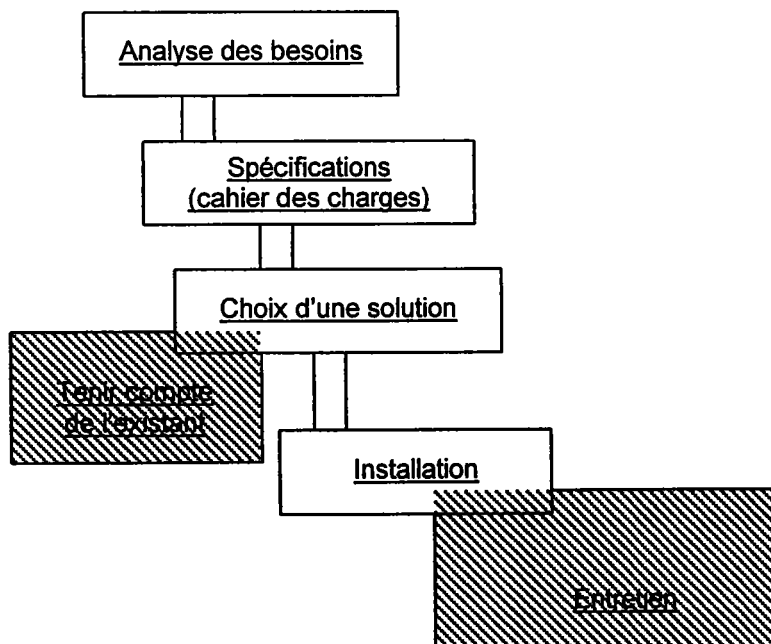 Analyse des besoins
Spécifications
(cahier des charges)
Choix d'une solution
Tenir compte
de l'existant
Installation
Entretien